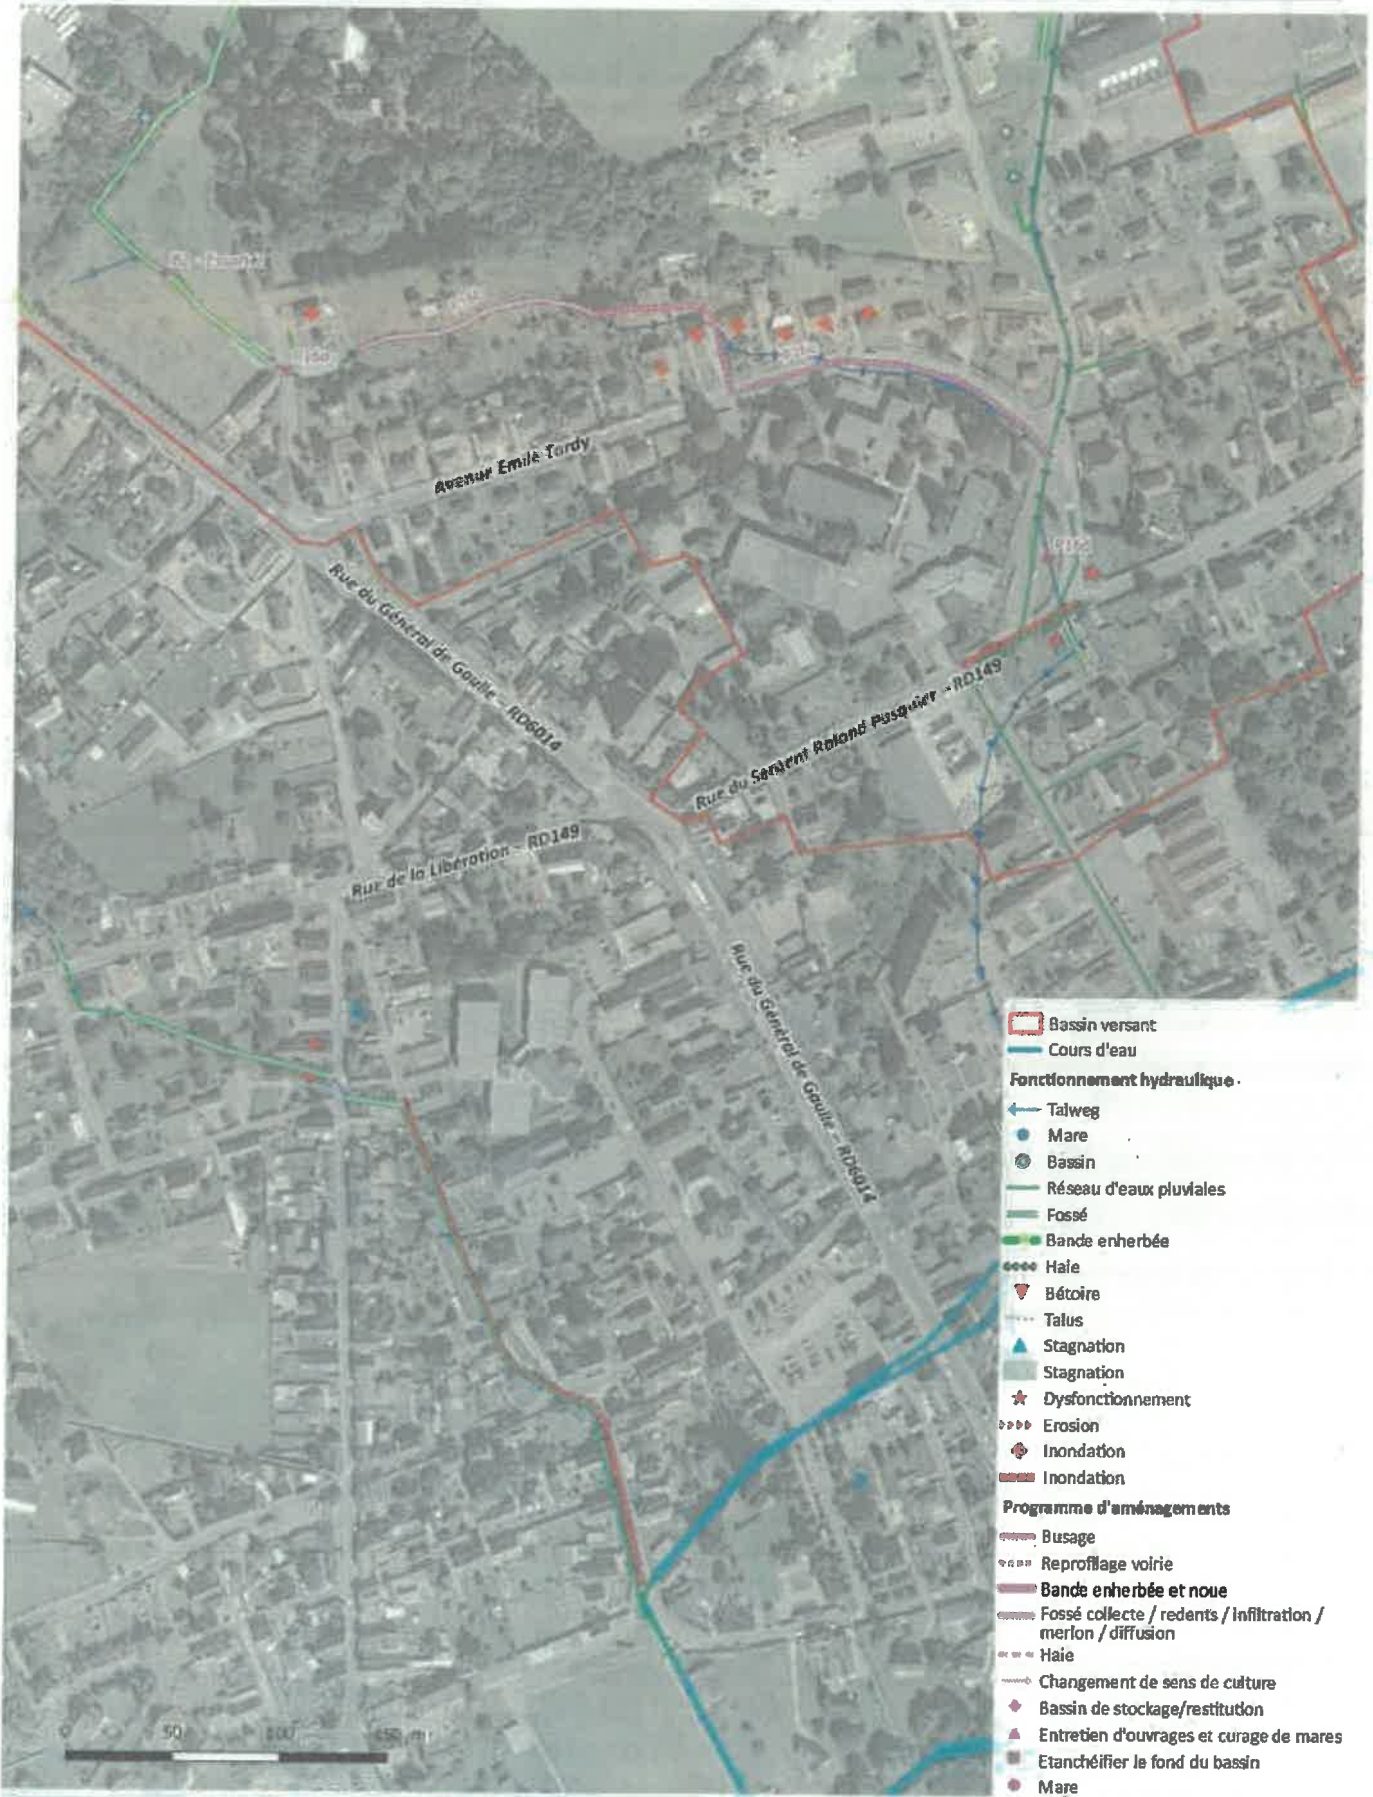 Avenur Emile Tardy
Rue du Général de Gaulle - RD6014
Rue du Sergent Roland Pasquier - RD149
Rue de la Libération - RD149
Rue du Général de Gaulle - RD6014
Bassin versant
Cours d'eau
Fonctionnement hydraulique
Talweg
Mare
Bassin
Réseau d'eaux pluviales
Fossé
Bande enherbée
Haie
Bétoire
Talus
Stagnation
Stagnation
Dysfonctionnement
Erosion
Inondation
Inondation
Programme d'aménagements
Busage
Reprofilage voirie
Bande enherbée et noue
Fossé collecte / redents / infiltration /
merlon / diffusion
Haie
Changement de sens de culture
Bassin de stockage/restitution
Entretien d'ouvrages et curage de mares
Etanchéifier le fond du bassin
Mare
0 50 100 150 m